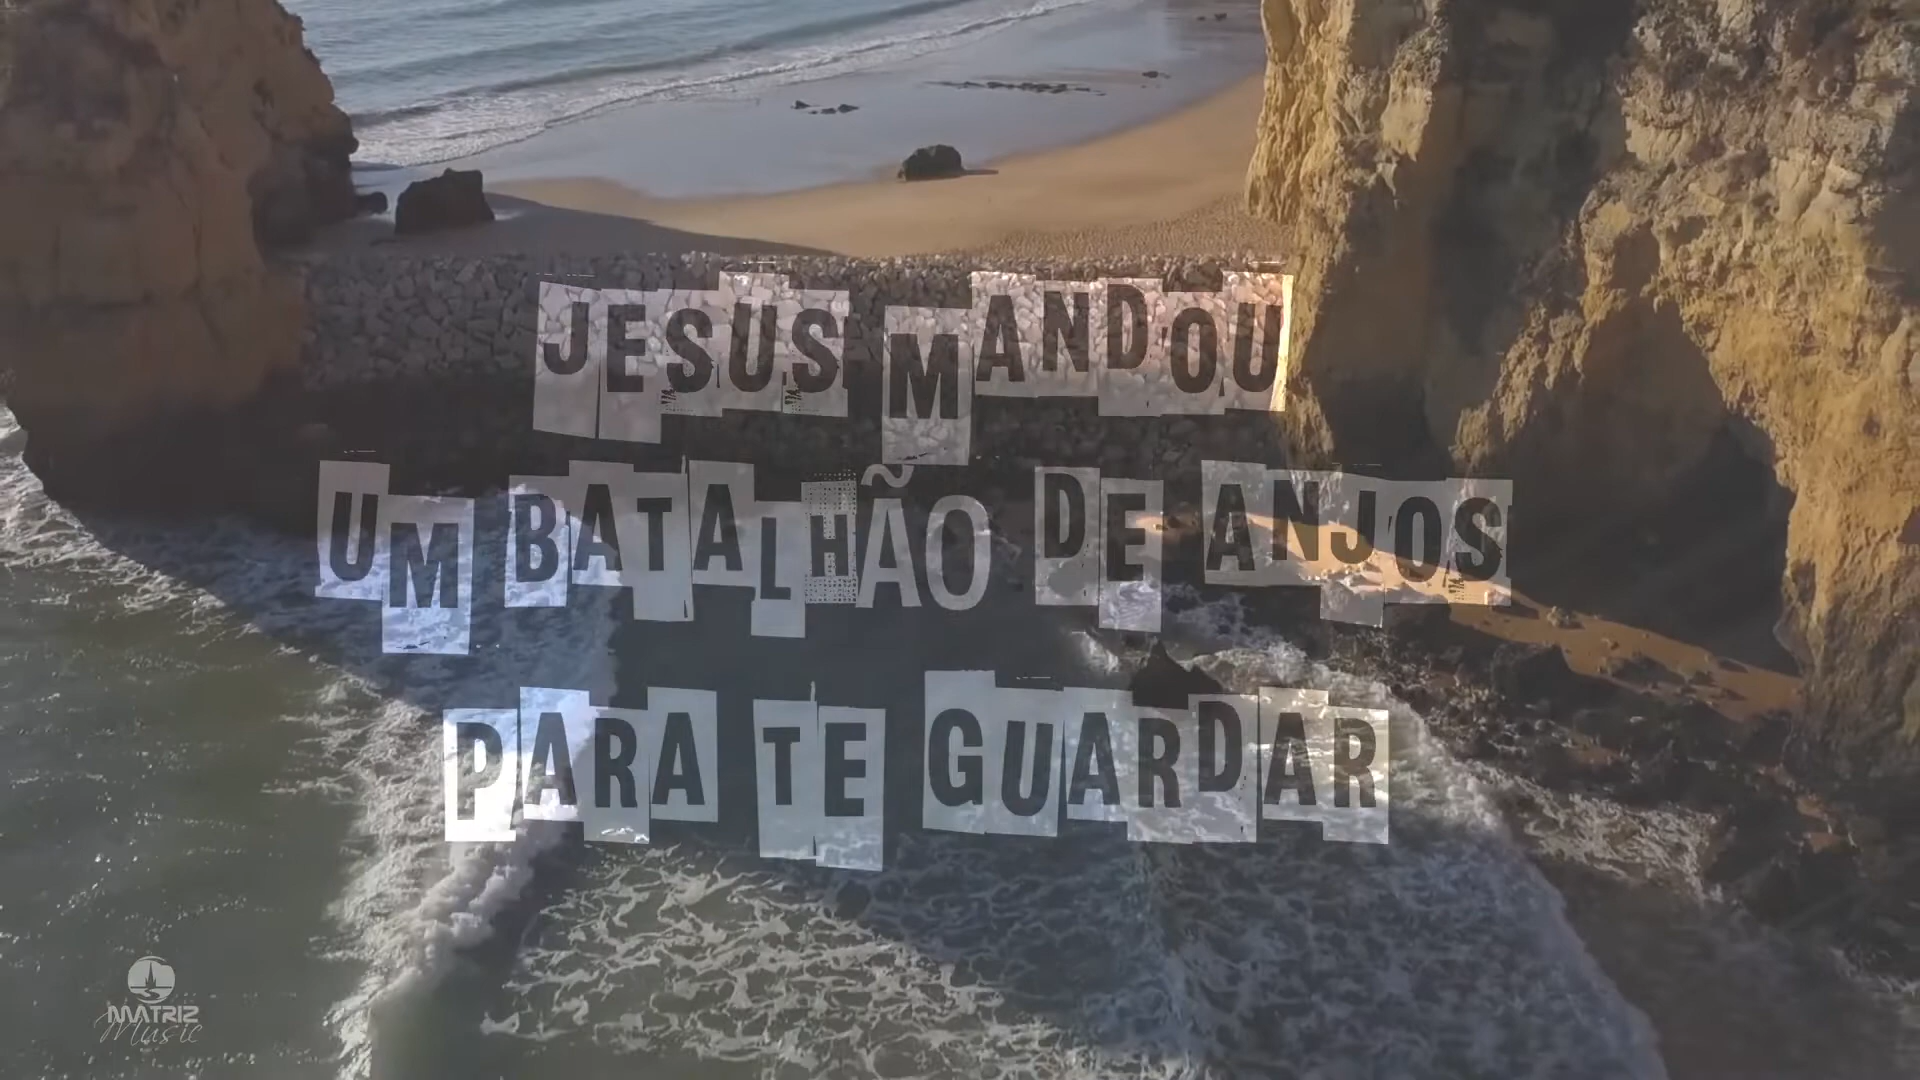 JESUS MANDOU
UM BATALHÃO DE ANJOS
PARA TE GUARDAR
MATRIZ
Music